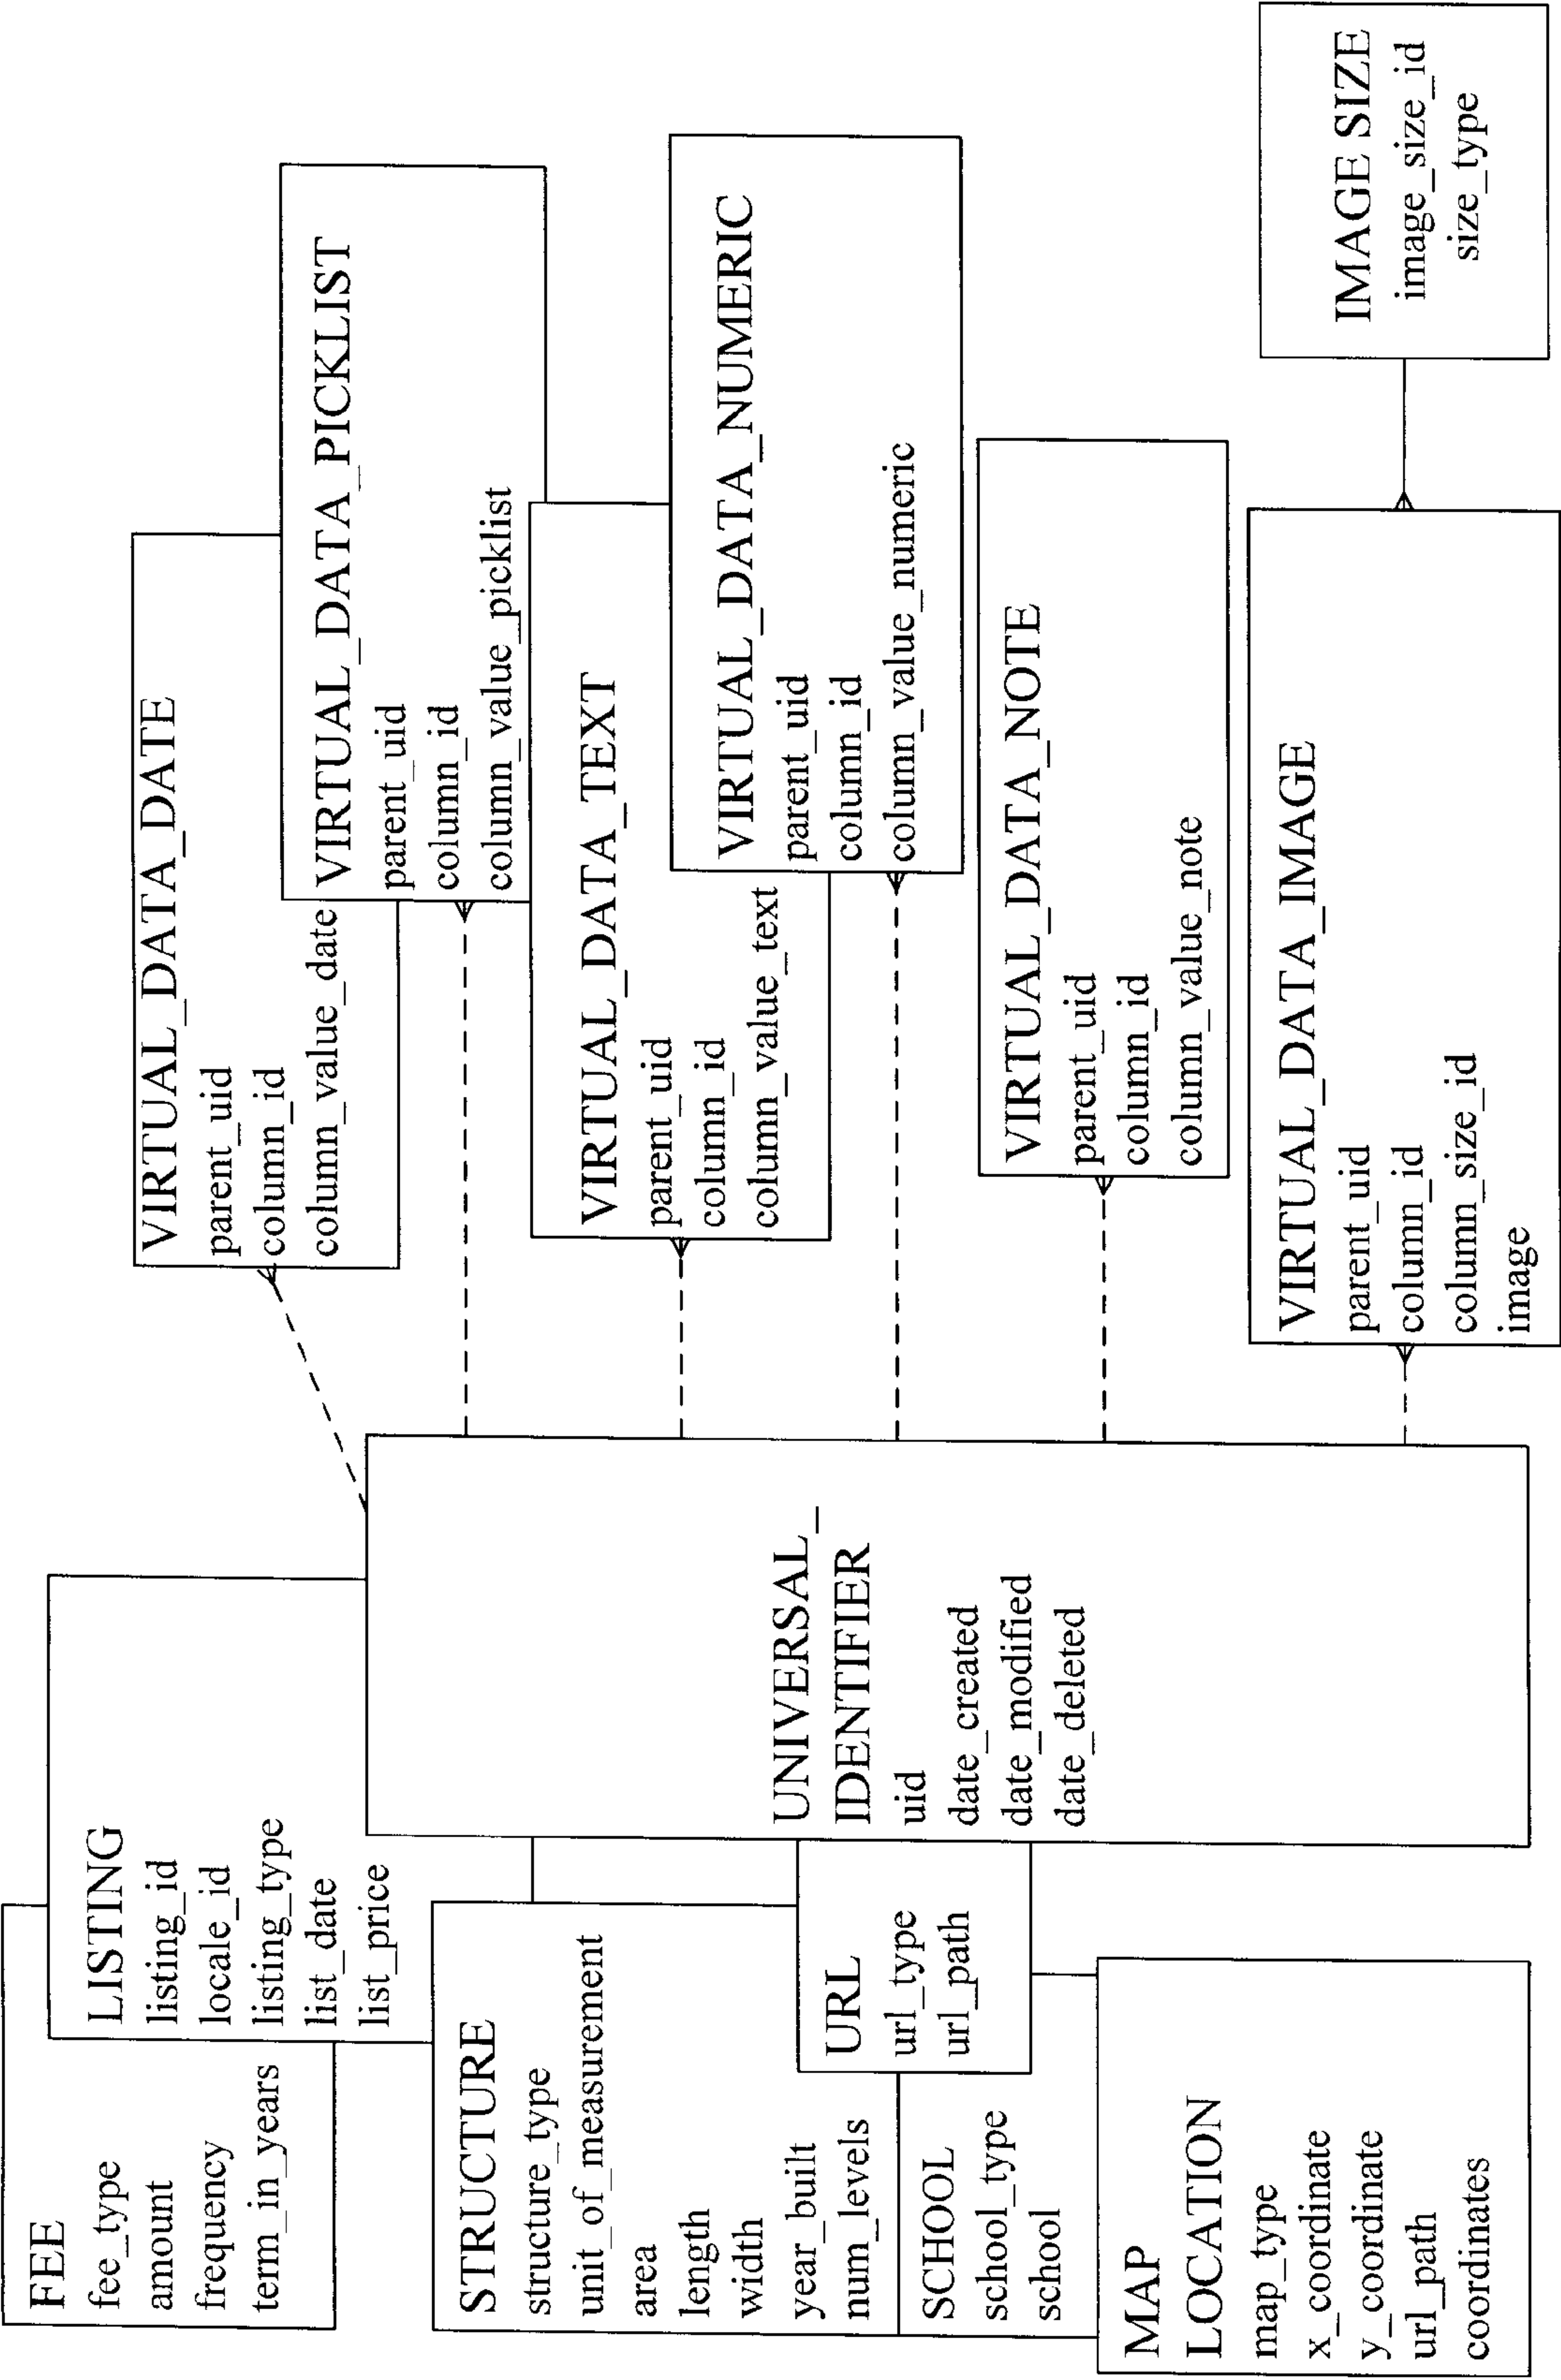 FEE
fee_type
amount
frequency
term_in_years
LISTING
listing_id
locale_id
listing_type
list_date
list_price
STRUCTURE
structure_type
unit_of_measurement
area
length
width
year_built
num_levels
URL
url_type
url_path
SCHOOL
school_type
school
MAP
LOCATION
map_type
x_coordinate
y_coordinate
url_path
coordinates
UNIVERSAL_
IDENTIFIER
uid
date_created
date_modified
date_deleted
VIRTUAL_DATA_DATE
parent_uid
column_id
column_value_date
VIRTUAL_DATA_PICKLIST
parent_uid
column_id
column_value_picklist
VIRTUAL_DATA_TEXT
parent_uid
column_id
column_value_text
VIRTUAL_DATA_NUMERIC
parent_uid
column_id
column_value_numeric
VIRTUAL_DATA_NOTE
parent_uid
column_id
column_value_note
VIRTUAL_DATA_IMAGE
parent_uid
column_id
column_size_id
image
IMAGE SIZE
image_size_id
size_type